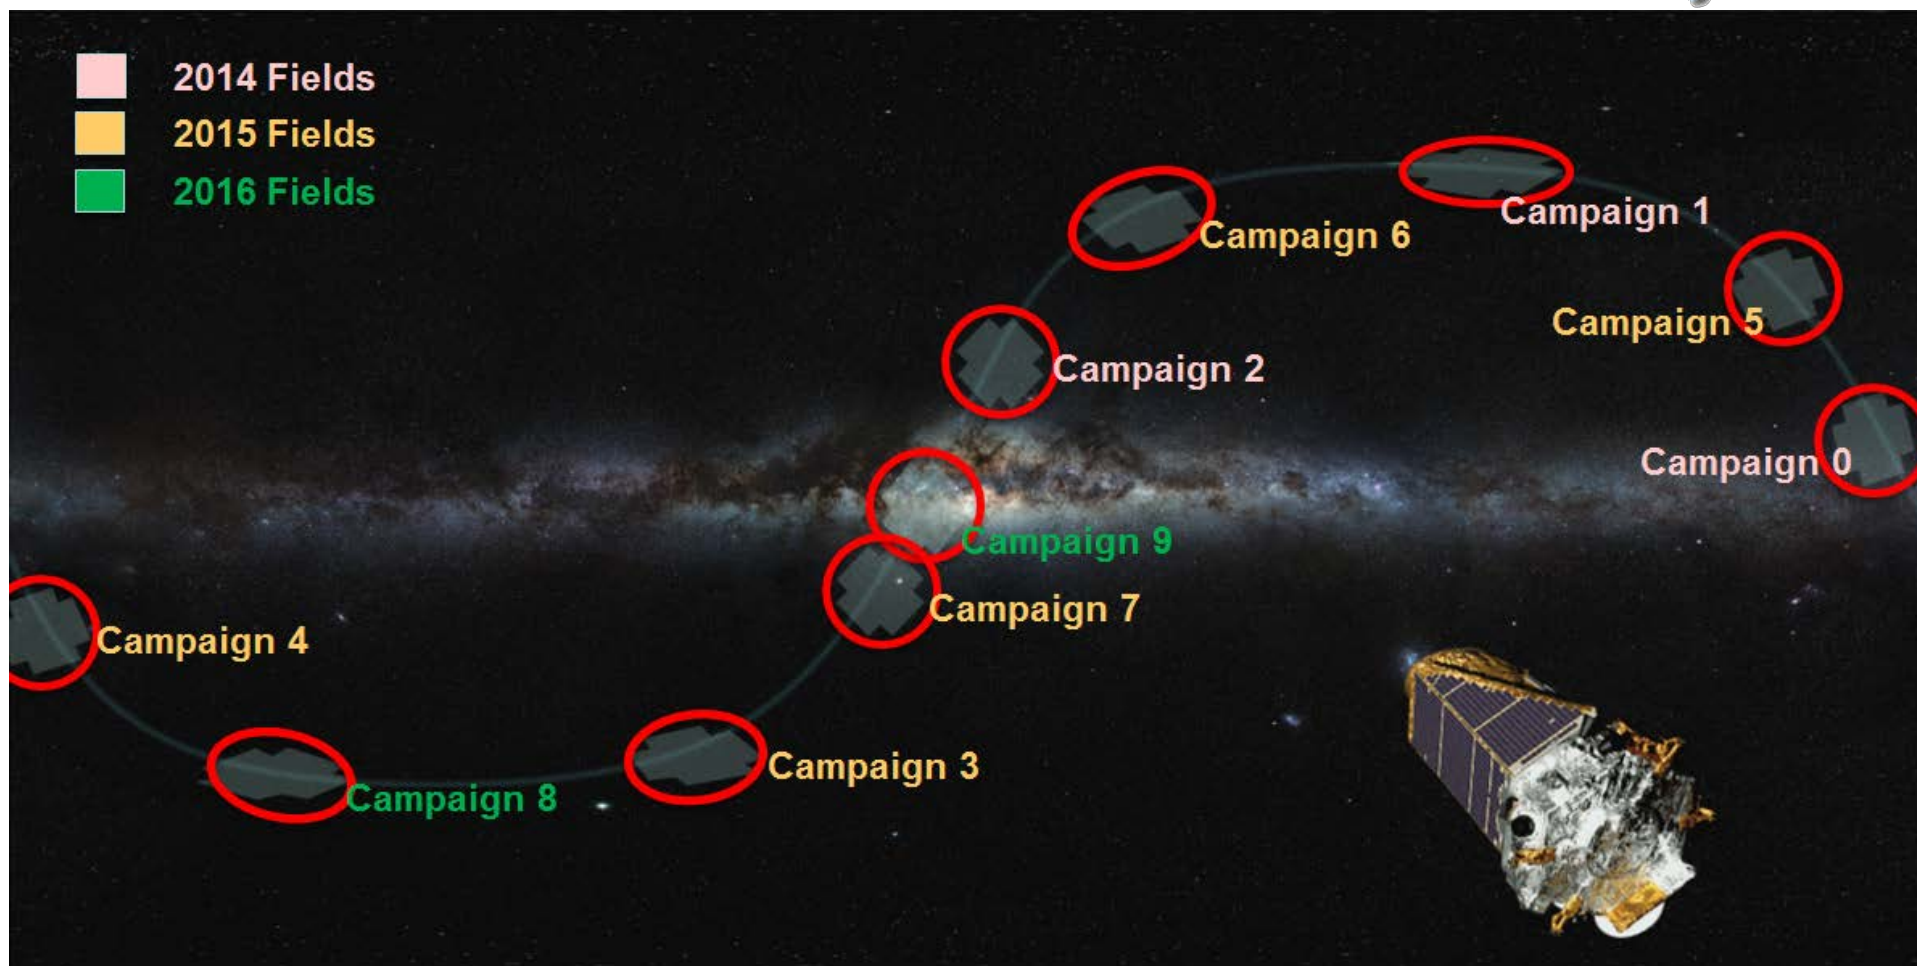 2014 Fields
2015 Fields
2016 Fields
Campaign 1
Campaign 6
Campaign 5
Campaign 2
Campaign 0
Campaign 9
Campaign 7
Campaign 4
Campaign 3
Campaign 8